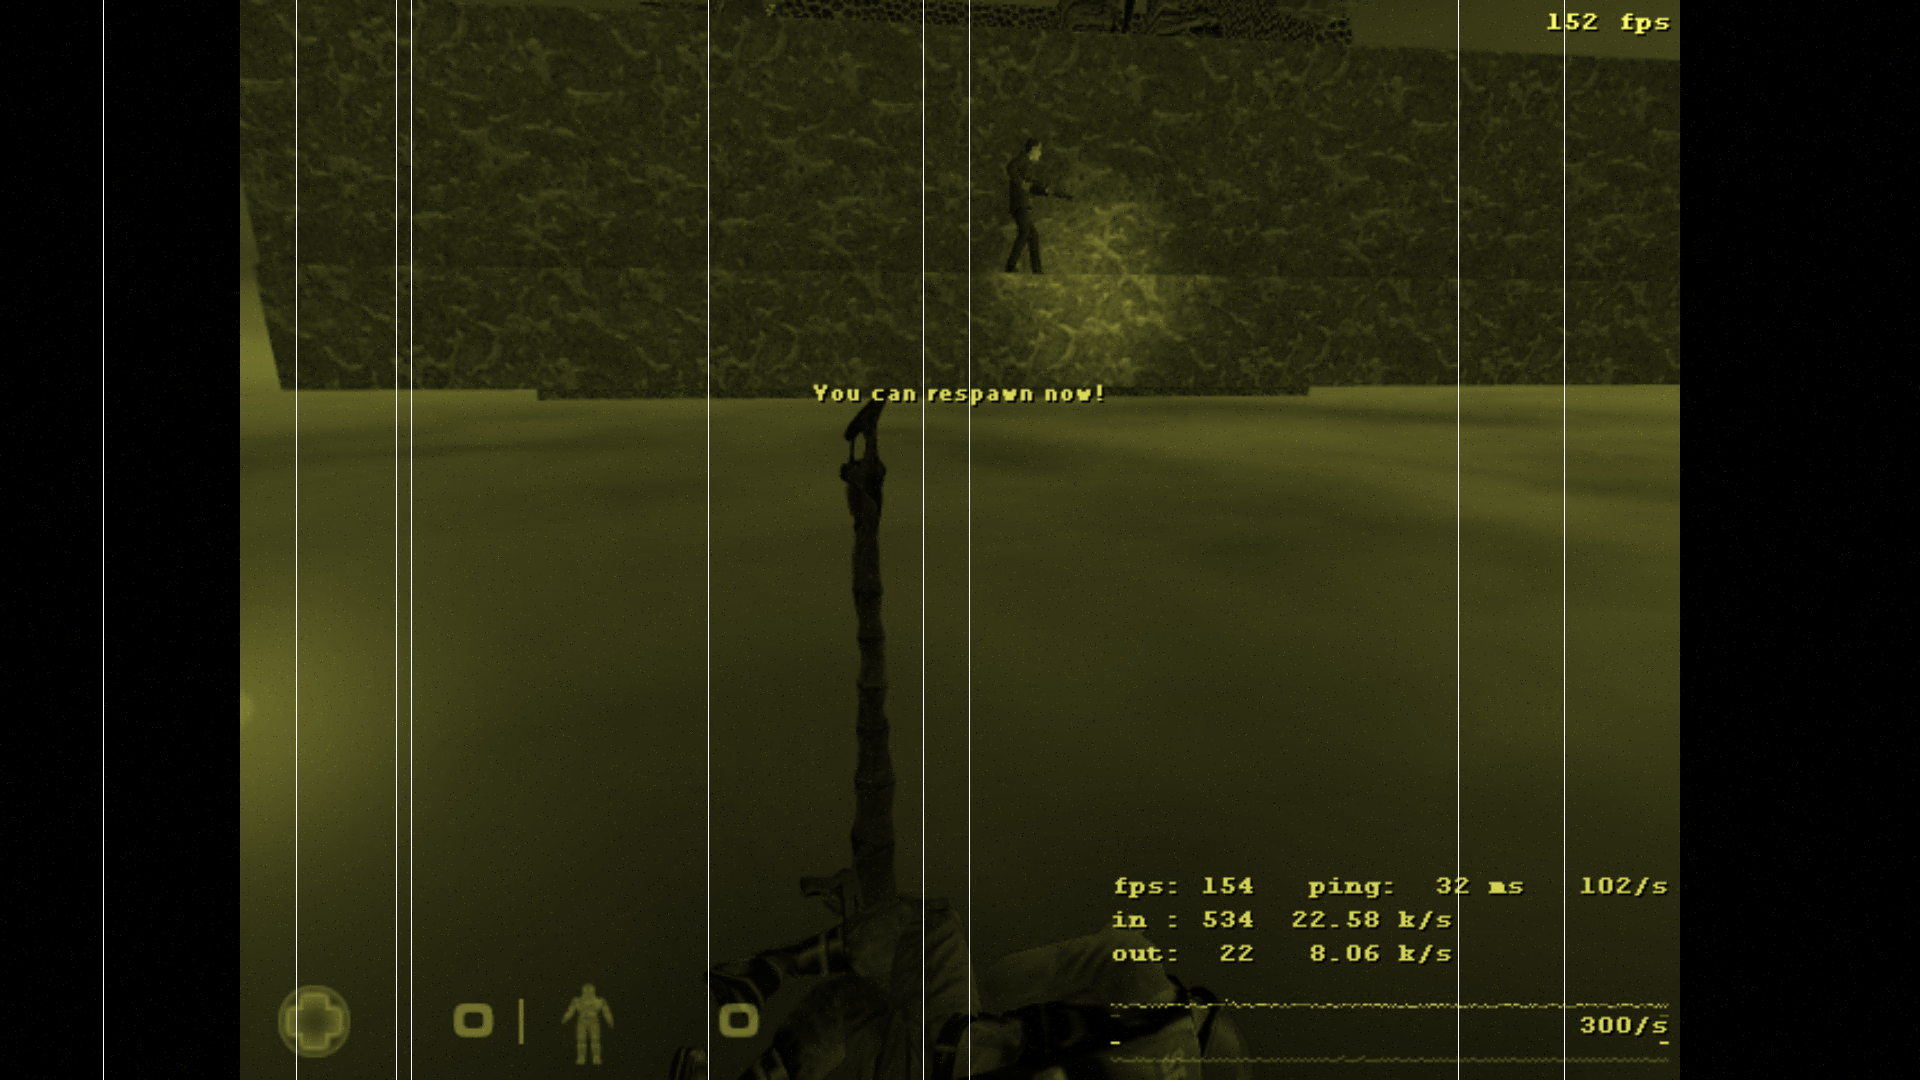 152 fps
You can respawn now!
fps: 154 ping: 32 ms 102/s
in : 534 22.58 k/s
out: 22 8.06 k/s
300/s
0 | 0